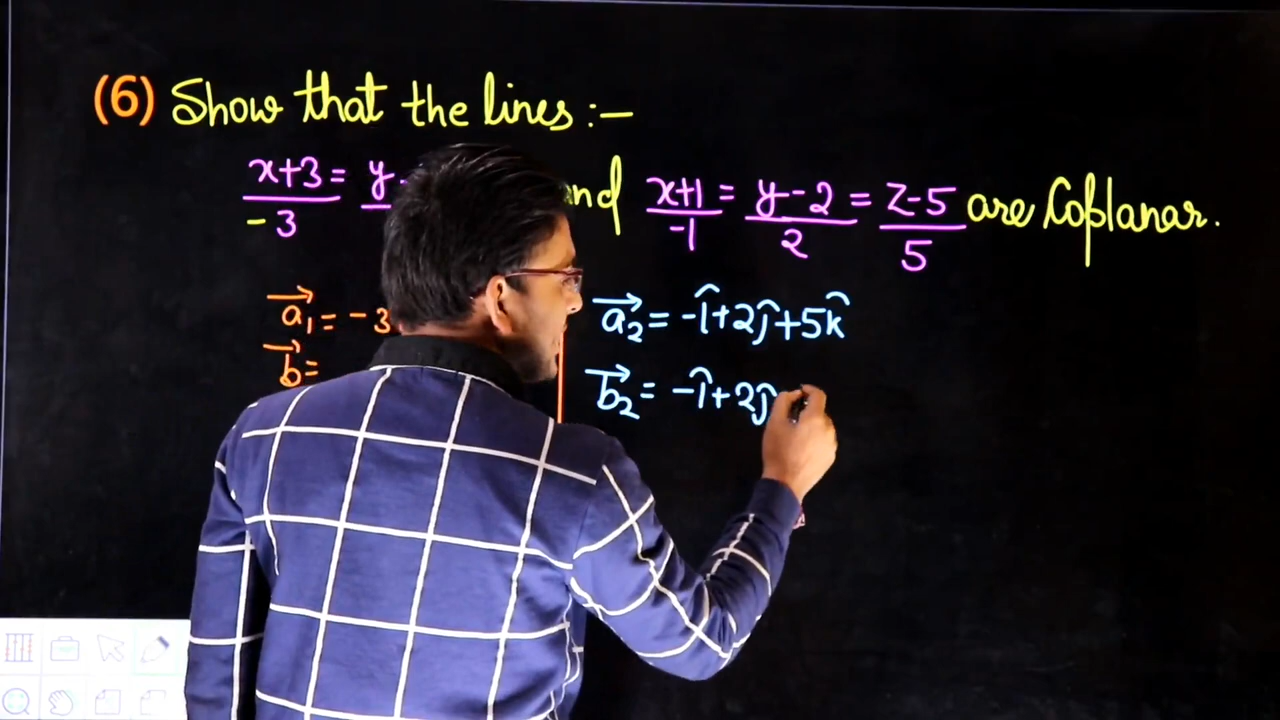 (6) Show that the lines :-
x+3 = y- and x+1 = y-2 = z-5 are Coplanar.
-3 -1 2 5
a₁ = -3 a₂ = -î+2ĵ+5k̂
b = b₂ = -î+2ĵ